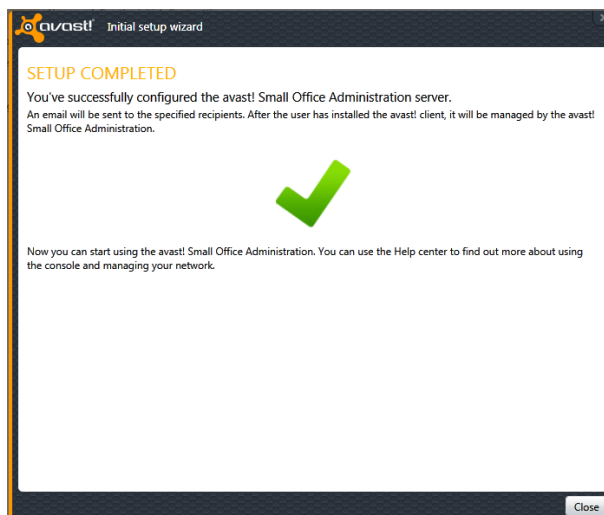 avast! Initial setup wizard
SETUP COMPLETED
You've successfully configured the avast! Small Office Administration server.
An email will be sent to the specified recipients. After the user has installed the avast! client, it will be managed by the avast!
Small Office Administration.
Now you can start using the avast! Small Office Administration. You can use the Help center to find out more about using
the console and managing your network.
Close